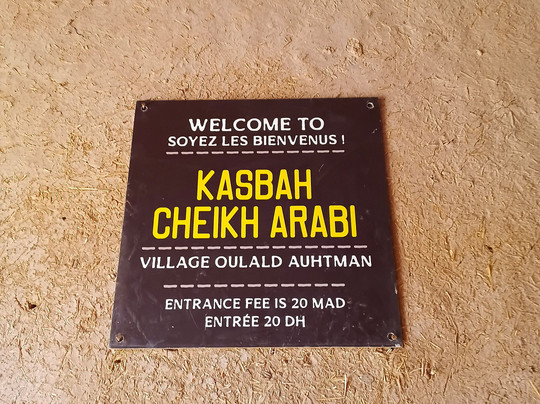 WELCOME TO
SOYEZ LES BIENVENUS !
KASBAH
CHEIKH ARABI
VILLAGE OULALD AUHTMAN
ENTRANCE FEE IS 20 MAD
ENTRÉE 20 DH